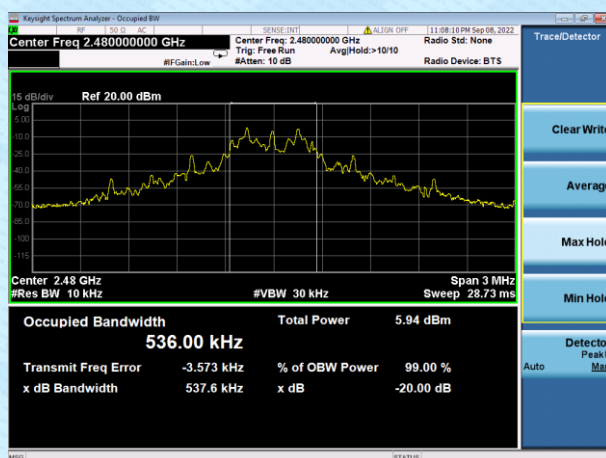 Keysight Spectrum Analyzer - Occupied BW
RF 50 Ω AC SENSE:INT ALIGN OFF 11:08:10 PM Sep 08, 2022
Center Freq 2.480000000 GHz
Center Freq: 2.480000000 GHz
Radio Std: None
Trig: Free Run Avg|Hold:>10/10
#IFGain:Low
#Atten: 10 dB
Radio Device: BTS
Trace/Detector
15 dB/div Ref 20.00 dBm
Log
5.00
-10.0
-25.0
-40.0
-55.0
-70.0
-85.0
-100
-115
Clear Write
Average
Max Hold
Min Hold
Center 2.48 GHz Span 3 MHz
#Res BW 10 kHz #VBW 30 kHz Sweep 28.73 ms
Occupied Bandwidth Total Power 5.94 dBm
536.00 kHz
Transmit Freq Error -3.573 kHz % of OBW Power 99.00 %
x dB Bandwidth 537.6 kHz x dB -20.00 dB
Detector
Peak
Auto Man
MSG STATUS